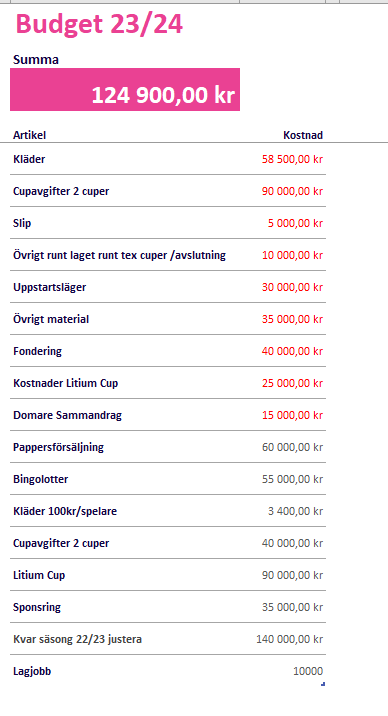 Budget 23/24
Summa
124 900,00 kr
Artikel Kostnad
Kläder 58 500,00 kr
Cupavgifter 2 cuper 90 000,00 kr
Slip 5 000,00 kr
Övrigt runt laget runt tex cuper /avslutning 10 000,00 kr
Uppstartsläger 30 000,00 kr
Övrigt material 35 000,00 kr
Fondering 40 000,00 kr
Kostnader Litium Cup 25 000,00 kr
Domare Sammandrag 15 000,00 kr
Pappersförsäljning 60 000,00 kr
Bingolotter 55 000,00 kr
Kläder 100kr/spelare 3 400,00 kr
Cupavgifter 2 cuper 40 000,00 kr
Litium Cup 90 000,00 kr
Sponsring 35 000,00 kr
Kvar säsong 22/23 justera 140 000,00 kr
Lagjobb 10000